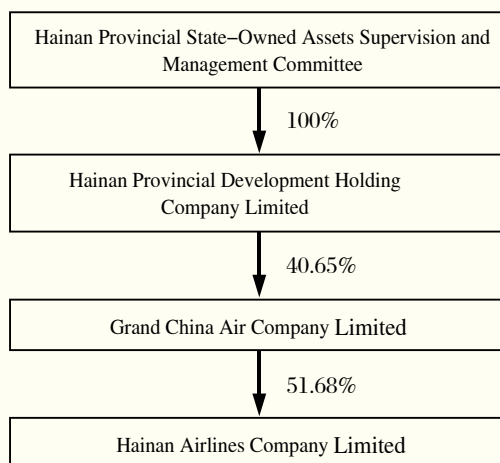 Hainan Provincial State-Owned Assets Supervision and
Management Committee
100%
Hainan Provincial Development Holding
Company Limited
40.65%
Grand China Air Company Limited
51.68%
Hainan Airlines Company Limited